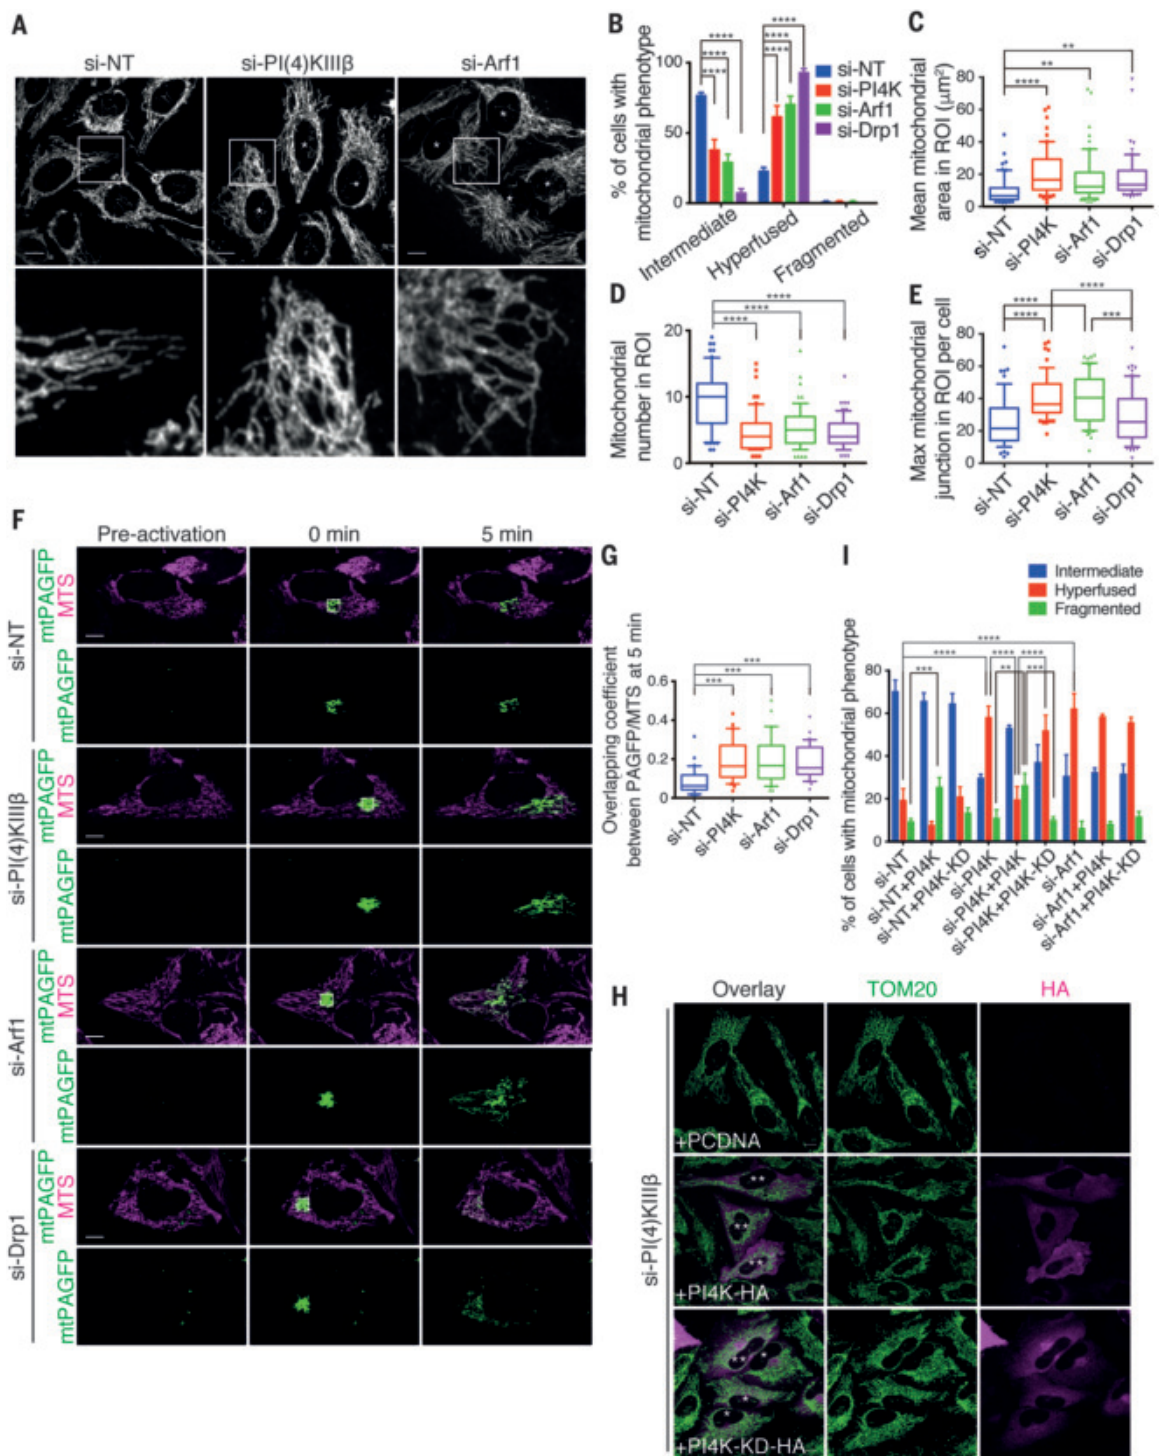 A
si-NT
si-PI(4)KIIIβ
si-Arf1
B
% of cells with
mitochondrial phenotype
100
50
0
****
****
****
****
****
****
si-NT
si-PI4K
si-Arf1
si-Drp1
Intermediate
Hyperfused
Fragmented
C
Mean mitochondrial
area in ROI (µm²)
80
60
40
20
0
**
**
****
si-NT
si-PI4K
si-Arf1
si-Drp1
D
Mitochondrial
number in ROI
20
10
0
****
****
****
si-NT
si-PI4K
si-Arf1
si-Drp1
E
Max mitochondrial
junction in ROI per cell
80
60
40
20
0
****
****
****
***
si-NT
si-PI4K
si-Arf1
si-Drp1
F
Pre-activation
0 min
5 min
si-NT
mtPAGFP
MTS
mtPAGFP
si-PI(4)KIIIβ
mtPAGFP
MTS
mtPAGFP
si-Arf1
mtPAGFP
MTS
mtPAGFP
si-Drp1
mtPAGFP
MTS
mtPAGFP
G
Overlapping coefficient
between PAGFP/MTS at 5 min
0.6
0.4
0.2
0
***
***
***
si-NT
si-PI4K
si-Arf1
si-Drp1
I
Intermediate
Hyperfused
Fragmented
% of cells with mitochondrial phenotype
80
60
40
20
0
****
****
****
****
***
**
***
si-NT
si-NT+PI4K
si-NT+PI4K-KD
si-PI4K
si-PI4K+PI4K
si-PI4K+PI4K-KD
si-Arf1
si-Arf1+PI4K
si-Arf1+PI4K-KD
H
Overlay
TOM20
HA
si-PI(4)KIIIβ
+PCDNA
+PI4K-HA
+PI4K-KD-HA